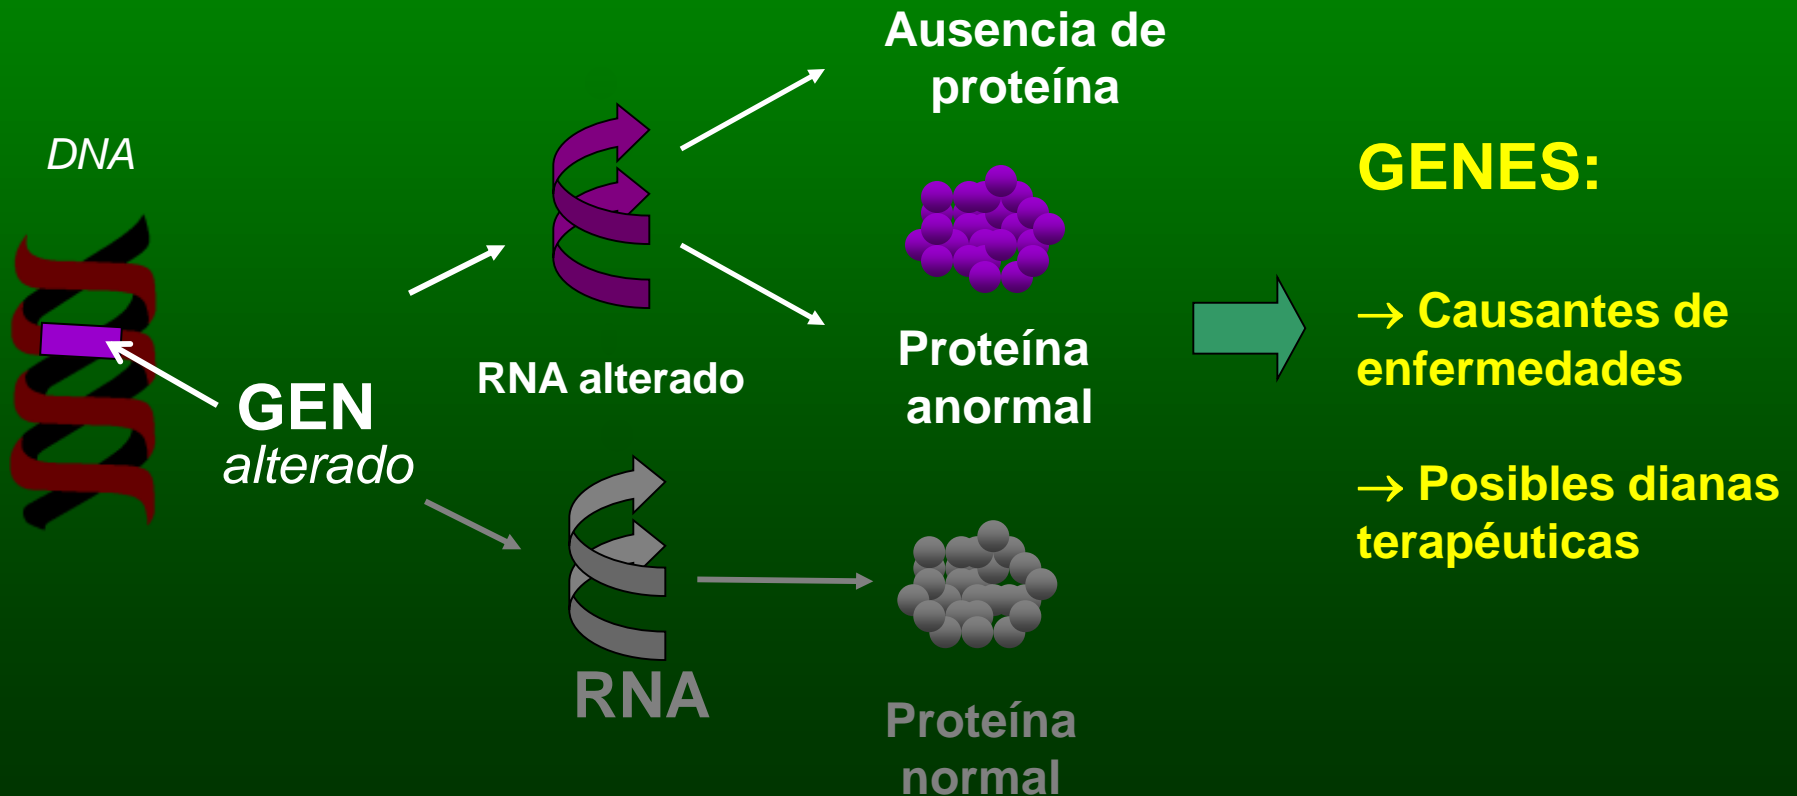 DNA
GEN
alterado
RNA alterado
RNA
Ausencia de
proteína
Proteína
anormal
Proteína
normal
GENES:
→ Causantes de
enfermedades
→ Posibles dianas
terapéuticas